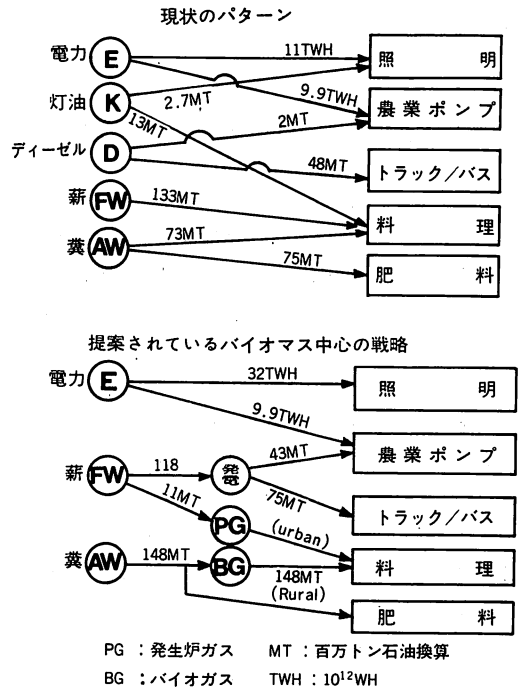 現状のパターン
電力 E 11TWH 照明
灯油 K 2.7MT 9.9TWH 農業ポンプ
13MT 2MT
ディーゼル D 48MT トラック/バス
薪 FW 133MT 料理
糞 AW 73MT
75MT 肥料
提案されているバイオマス中心の戦略
電力 E 32TWH 照明
9.9TWH 農業ポンプ
薪 FW 118 発電 43MT
11MT 75MT トラック/バス
PG (urban)
糞 AW 148MT BG 148MT 料理
(Rural) 肥料
PG:発生炉ガス MT:百万トン石油換算
BG:バイオガス TWH:10¹²WH